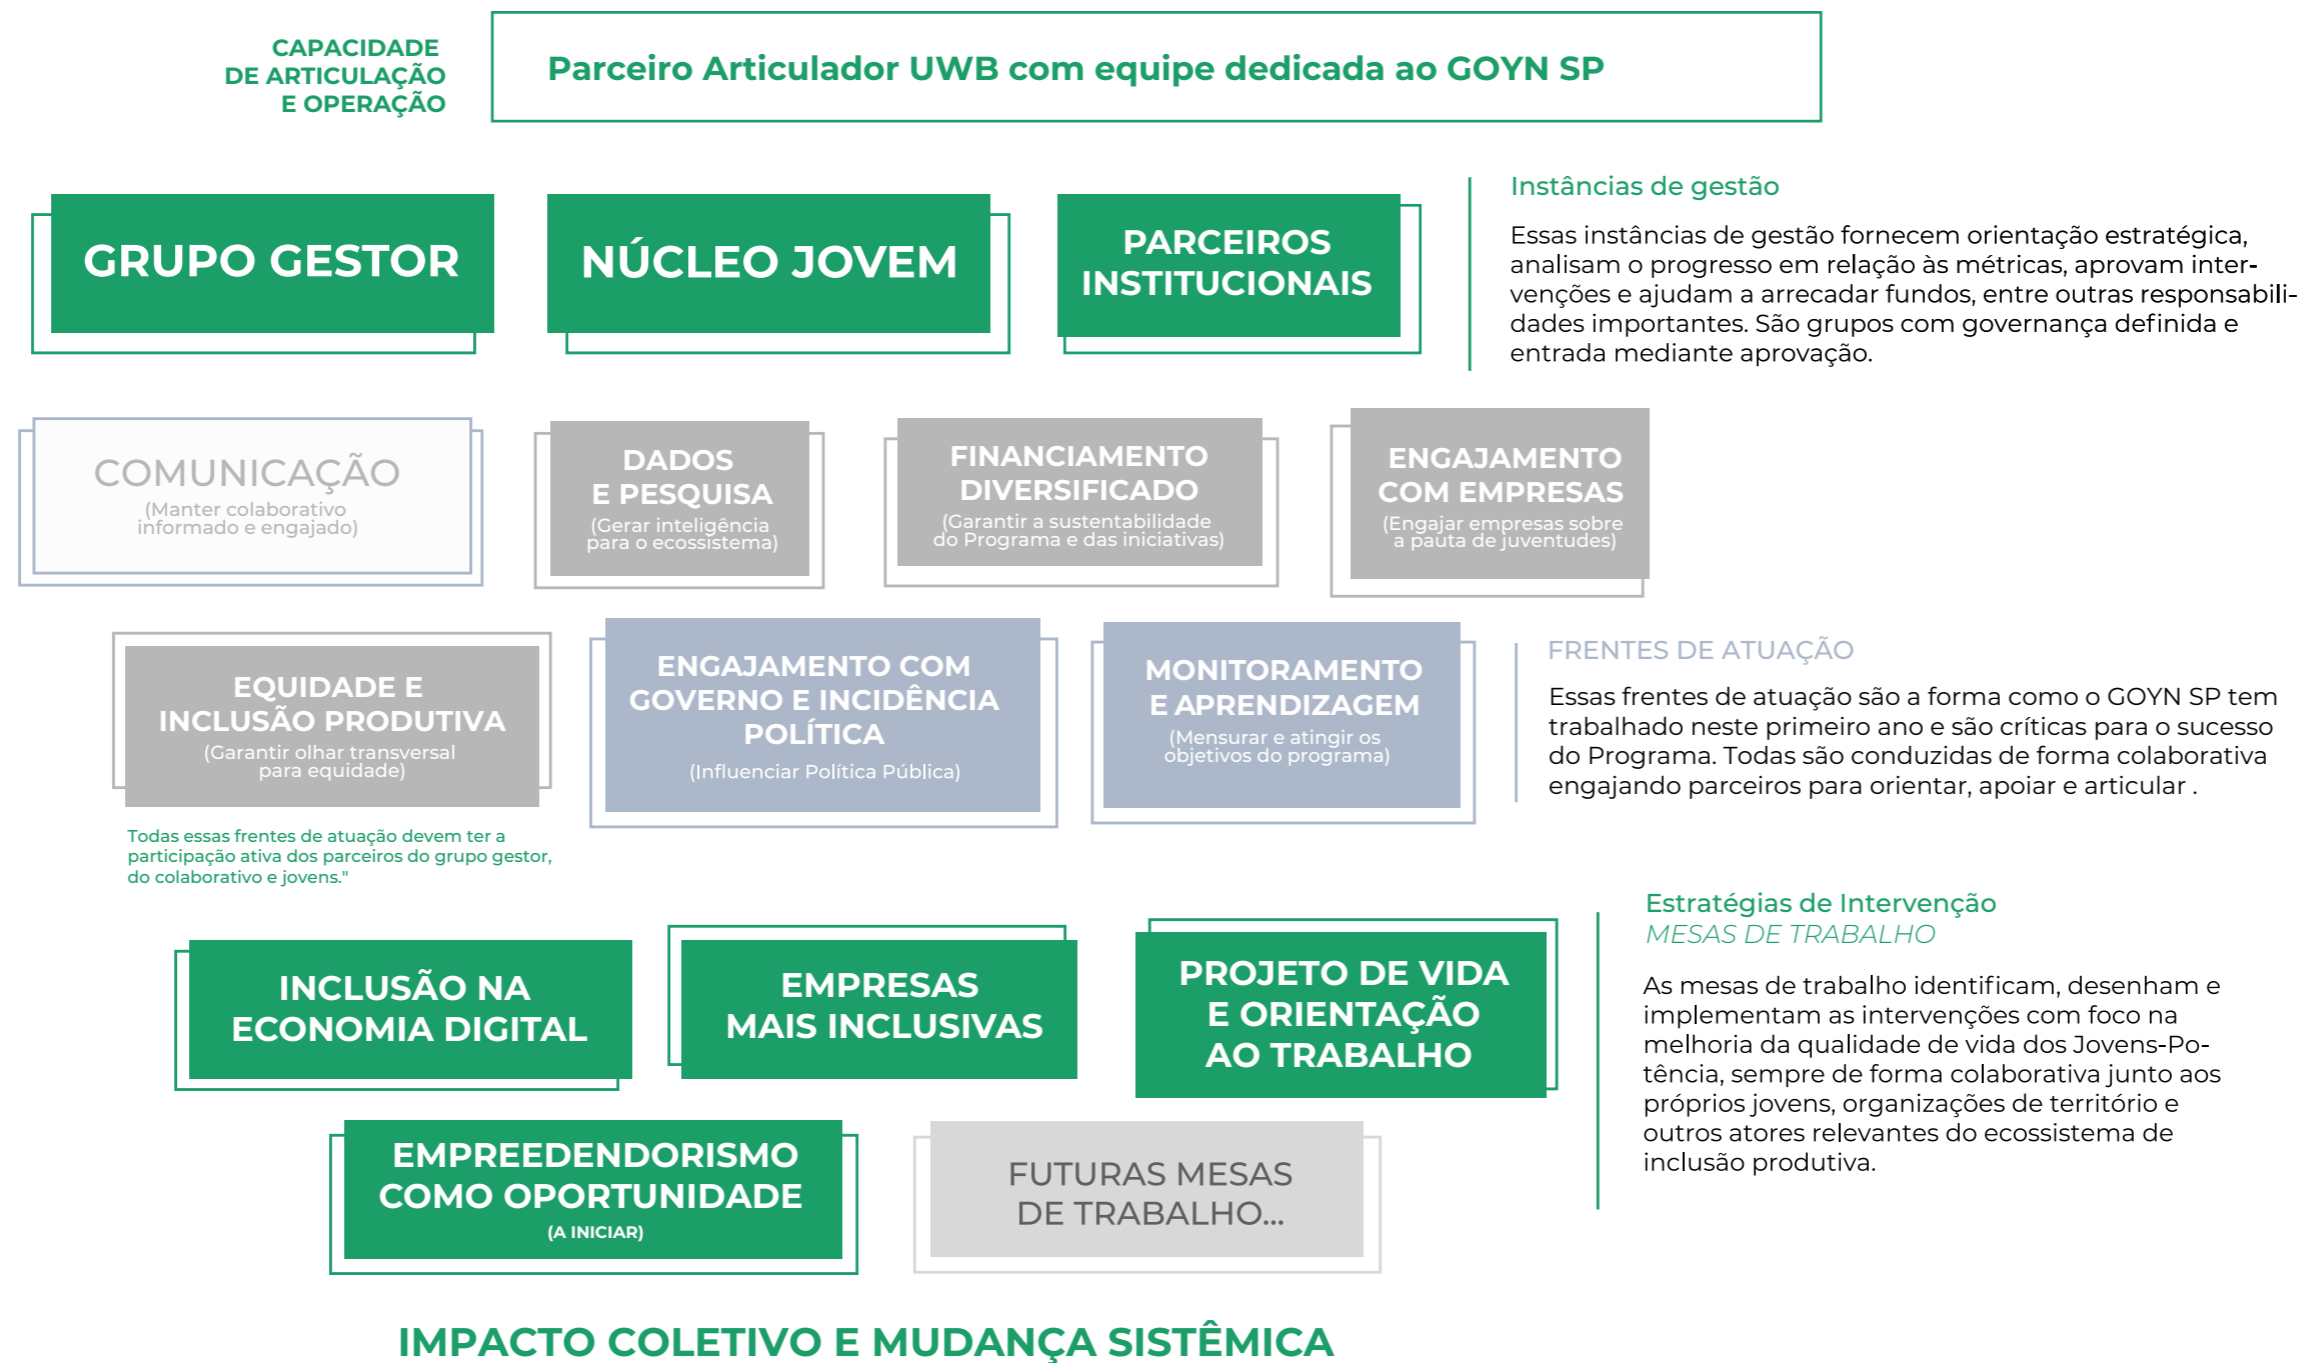 CAPACIDADE
DE ARTICULAÇÃO
E OPERAÇÃO
Parceiro Articulador UWB com equipe dedicada ao GOYN SP
GRUPO GESTOR
NÚCLEO JOVEM
PARCEIROS
INSTITUCIONAIS
Instâncias de gestão
Essas instâncias de gestão fornecem orientação estratégica,
analisam o progresso em relação às métricas, aprovam inter-
venções e ajudam a arrecadar fundos, entre outras responsabili-
dades importantes. São grupos com governança definida e
entrada mediante aprovação.
COMUNICAÇÃO
(Manter colaborativo
informado e engajado)
DADOS
E PESQUISA
(Gerar inteligência
para o ecossistema)
FINANCIAMENTO
DIVERSIFICADO
(Garantir a sustentabilidade
do Programa e das iniciativas)
ENGAJAMENTO
COM EMPRESAS
(Engajar empresas sobre
a pauta de juventudes)
EQUIDADE E
INCLUSÃO PRODUTIVA
(Garantir olhar transversal
para equidade)
ENGAJAMENTO COM
GOVERNO E INCIDÊNCIA
POLÍTICA
(Influenciar Política Pública)
MONITORAMENTO
E APRENDIZAGEM
(Mensurar e atingir os
objetivos do programa)
FRENTES DE ATUAÇÃO
Essas frentes de atuação são a forma como o GOYN SP tem
trabalhado neste primeiro ano e são críticas para o sucesso
do Programa. Todas são conduzidas de forma colaborativa
engajando parceiros para orientar, apoiar e articular .
Todas essas frentes de atuação devem ter a
participação ativa dos parceiros do grupo gestor,
do colaborativo e jovens."
INCLUSÃO NA
ECONOMIA DIGITAL
EMPRESAS
MAIS INCLUSIVAS
PROJETO DE VIDA
E ORIENTAÇÃO
AO TRABALHO
Estratégias de Intervenção
MESAS DE TRABALHO
As mesas de trabalho identificam, desenham e
implementam as intervenções com foco na
melhoria da qualidade de vida dos Jovens-Po-
tência, sempre de forma colaborativa junto aos
próprios jovens, organizações de território e
outros atores relevantes do ecossistema de
inclusão produtiva.
EMPREEDENDORISMO
COMO OPORTUNIDADE
(A INICIAR)
FUTURAS MESAS
DE TRABALHO...
IMPACTO COLETIVO E MUDANÇA SISTÊMICA